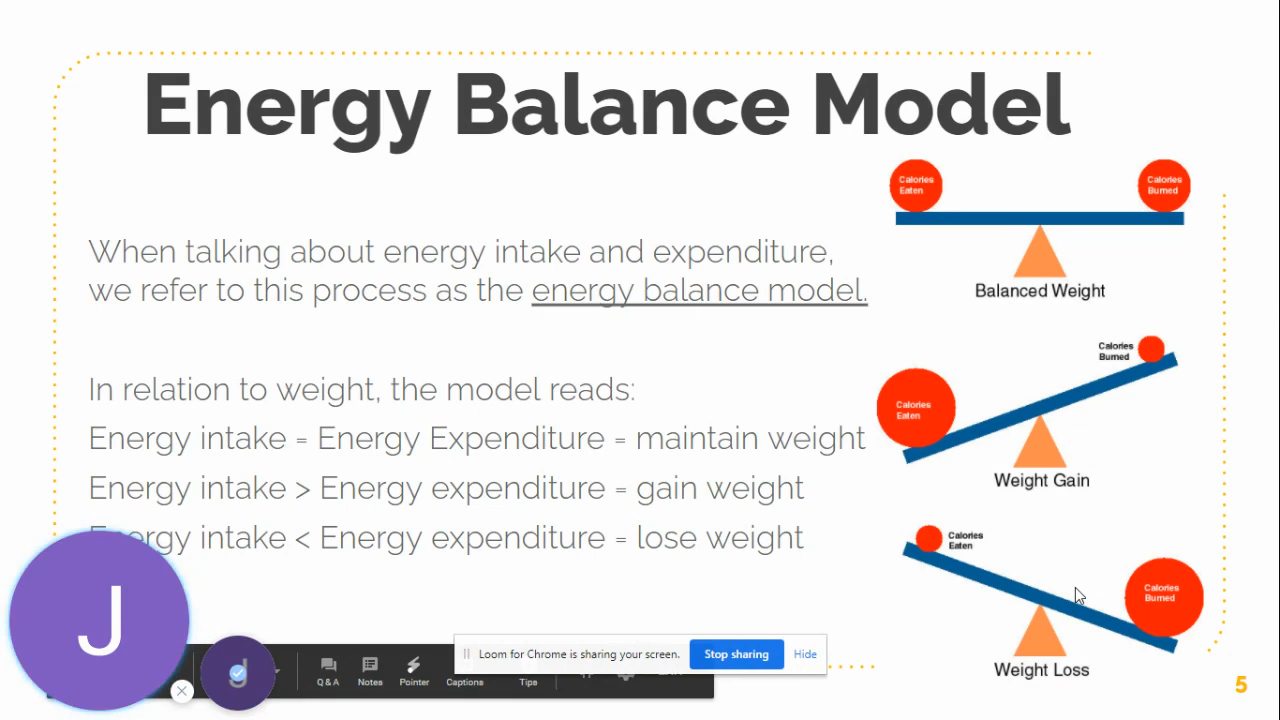 Energy Balance Model
When talking about energy intake and expenditure,
we refer to this process as the energy balance model.
In relation to weight, the model reads:
Energy intake = Energy Expenditure = maintain weight
Energy intake > Energy expenditure = gain weight
Energy intake < Energy expenditure = lose weight
Calories
Eaten
Calories
Burned
Balanced Weight
Calories
Burned
Calories
Eaten
Weight Gain
Calories
Eaten
Calories
Burned
Weight Loss
J
Q & A
Notes
Pointer
Captions
Tips
Loom for Chrome is sharing your screen.
Stop sharing
Hide
5